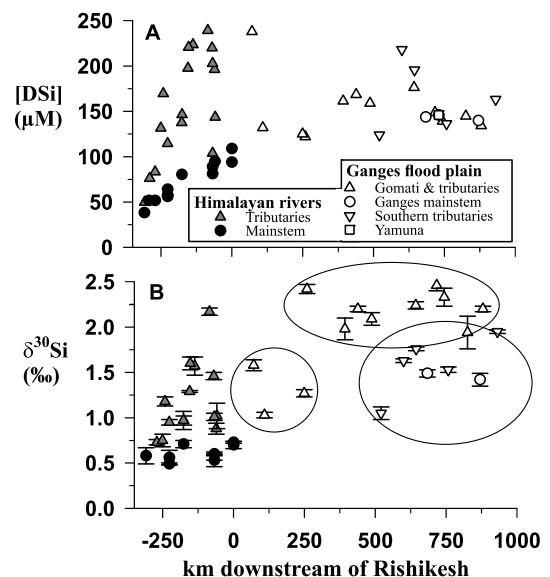 A
250
200
150
100
50
0
[DSi]
(µM)
Himalayan rivers
Tributaries
Mainstem
Ganges flood plain
Gomati & tributaries
Ganges mainstem
Southern tributaries
Yamuna
B
2.5
2.0
1.5
1.0
0.5
0.0
δ³⁰Si
(‰)
-250 0 250 500 750 1000
km downstream of Rishikesh